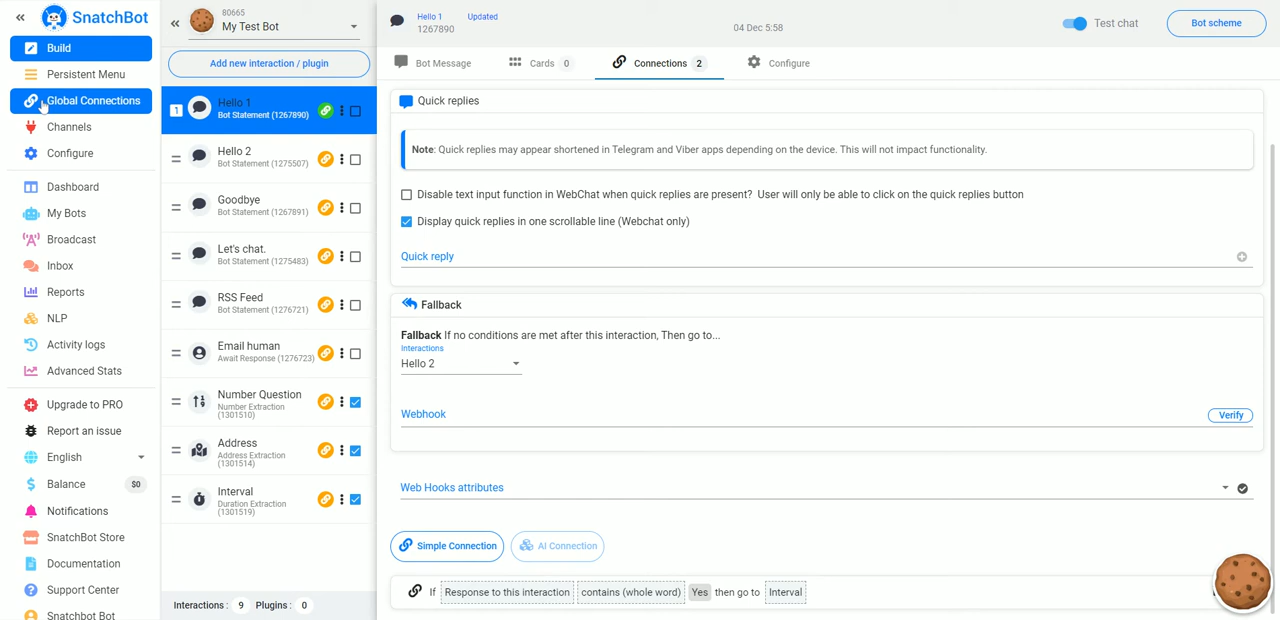 SnatchBot
Build
Persistent Menu
Global Connections
Channels
Configure
Dashboard
My Bots
Broadcast
Inbox
Reports
NLP
Activity logs
Advanced Stats
Upgrade to PRO
Report an issue
English
Balance $0
Notifications
SnatchBot Store
Documentation
Support Center
Snatchbot Bot
80665
My Test Bot
Add new interaction / plugin
1 Hello 1
Bot Statement (1267890)
Hello 2
Bot Statement (1275507)
Goodbye
Bot Statement (1267891)
Let's chat.
Bot Statement (1275483)
RSS Feed
Bot Statement (1276721)
Email human
Await Response (1276723)
Number Question
Number Extraction
(1301510)
Address
Address Extraction
(1301514)
Interval
Duration Extraction
(1301519)
Interactions : 9 Plugins : 0
Hello 1 Updated
1267890
04 Dec 5:58
Test chat
Bot scheme
Bot Message Cards 0 Connections 2 Configure
Quick replies
Note: Quick replies may appear shortened in Telegram and Viber apps depending on the device. This will not impact functionality.
Disable text input function in WebChat when quick replies are present? User will only be able to click on the quick replies button
Display quick replies in one scrollable line (Webchat only)
Quick reply
Fallback
Fallback If no conditions are met after this interaction, Then go to...
Interactions
Hello 2
Webhook Verify
Web Hooks attributes
Simple Connection AI Connection
If Response to this interaction contains (whole word) Yes then go to Interval